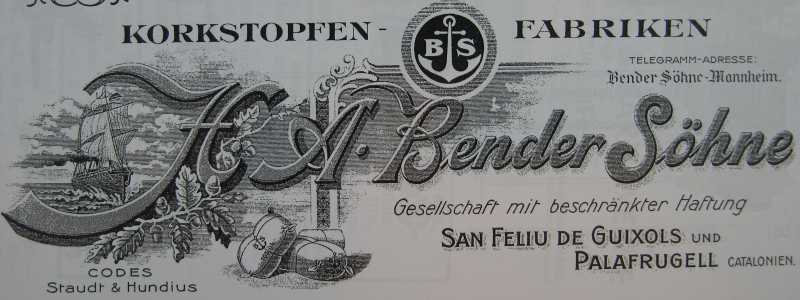 KORKSTOPFEN - FABRIKEN
B S
TELEGRAMM-ADRESSE:
Bender Söhne-Mannheim.
H. A. Bender Söhne
Gesellschaft mit beschränkter Haftung
SAN FELIU DE GUIXOLS UND
PALAFRUGELL CATALONIEN.
CODES
Staudt & Hundius